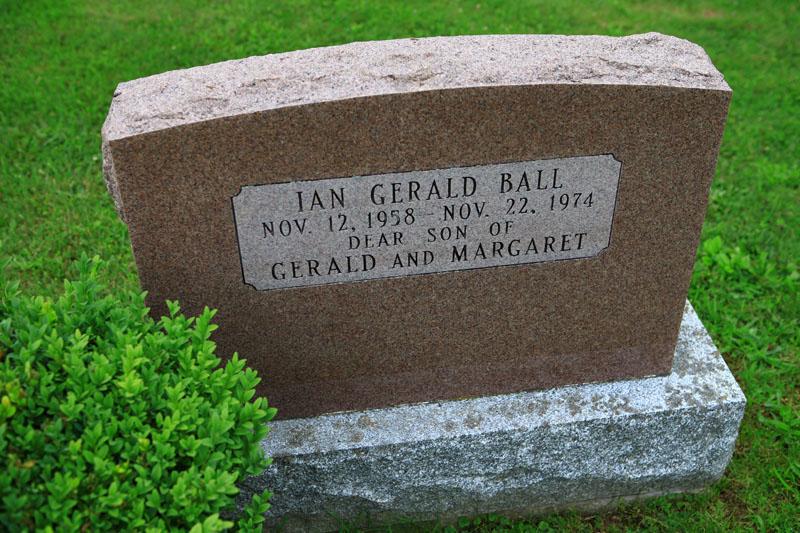 IAN GERALD BALL
NOV. 12, 1958 - NOV. 22, 1974
DEAR SON OF
GERALD AND MARGARET